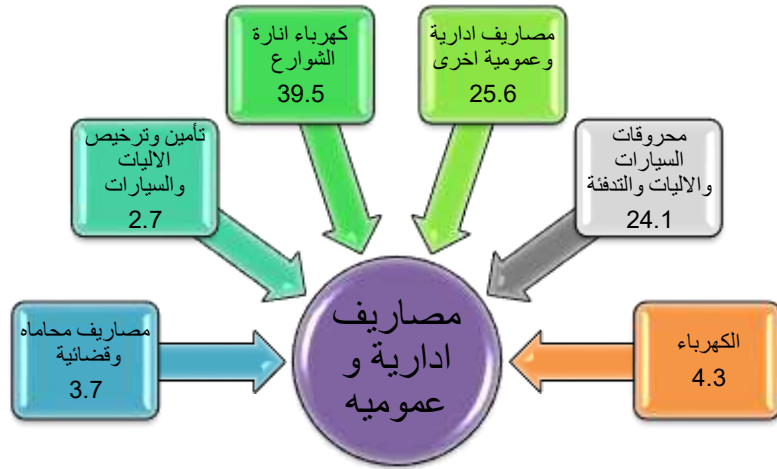 كهرباء انارة
الشوارع
39.5
مصاريف ادارية
وعمومية اخرى
25.6
تأمين وترخيص
الاليات
والسيارات
2.7
محروقات
السيارات
والاليات والتدفئة
24.1
مصاريف محاماه
وقضائية
3.7
مصاريف
ادارية و
عموميه
الكهرباء
4.3